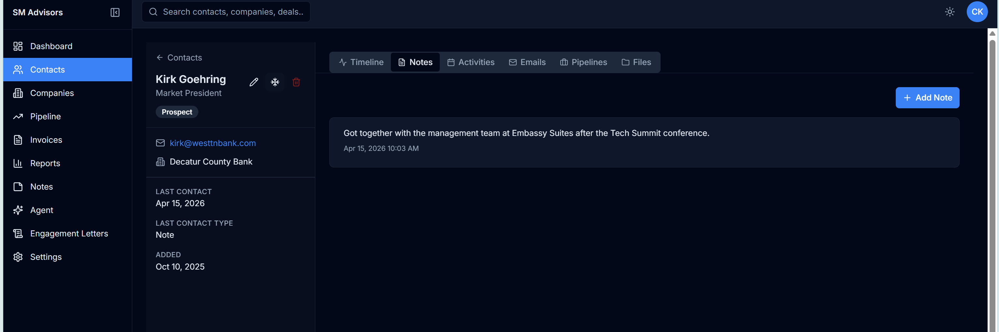 SM Advisors
Search contacts, companies, deals..
CK
Dashboard
Contacts
Companies
Pipeline
Invoices
Reports
Notes
Agent
Engagement Letters
Settings
Contacts
Kirk Goehring
Market President
Prospect
kirk@westtnbank.com
Decatur County Bank
LAST CONTACT
Apr 15, 2026
LAST CONTACT TYPE
Note
ADDED
Oct 10, 2025
Timeline
Notes
Activities
Emails
Pipelines
Files
Add Note
Got together with the management team at Embassy Suites after the Tech Summit conference.
Apr 15, 2026 10:03 AM